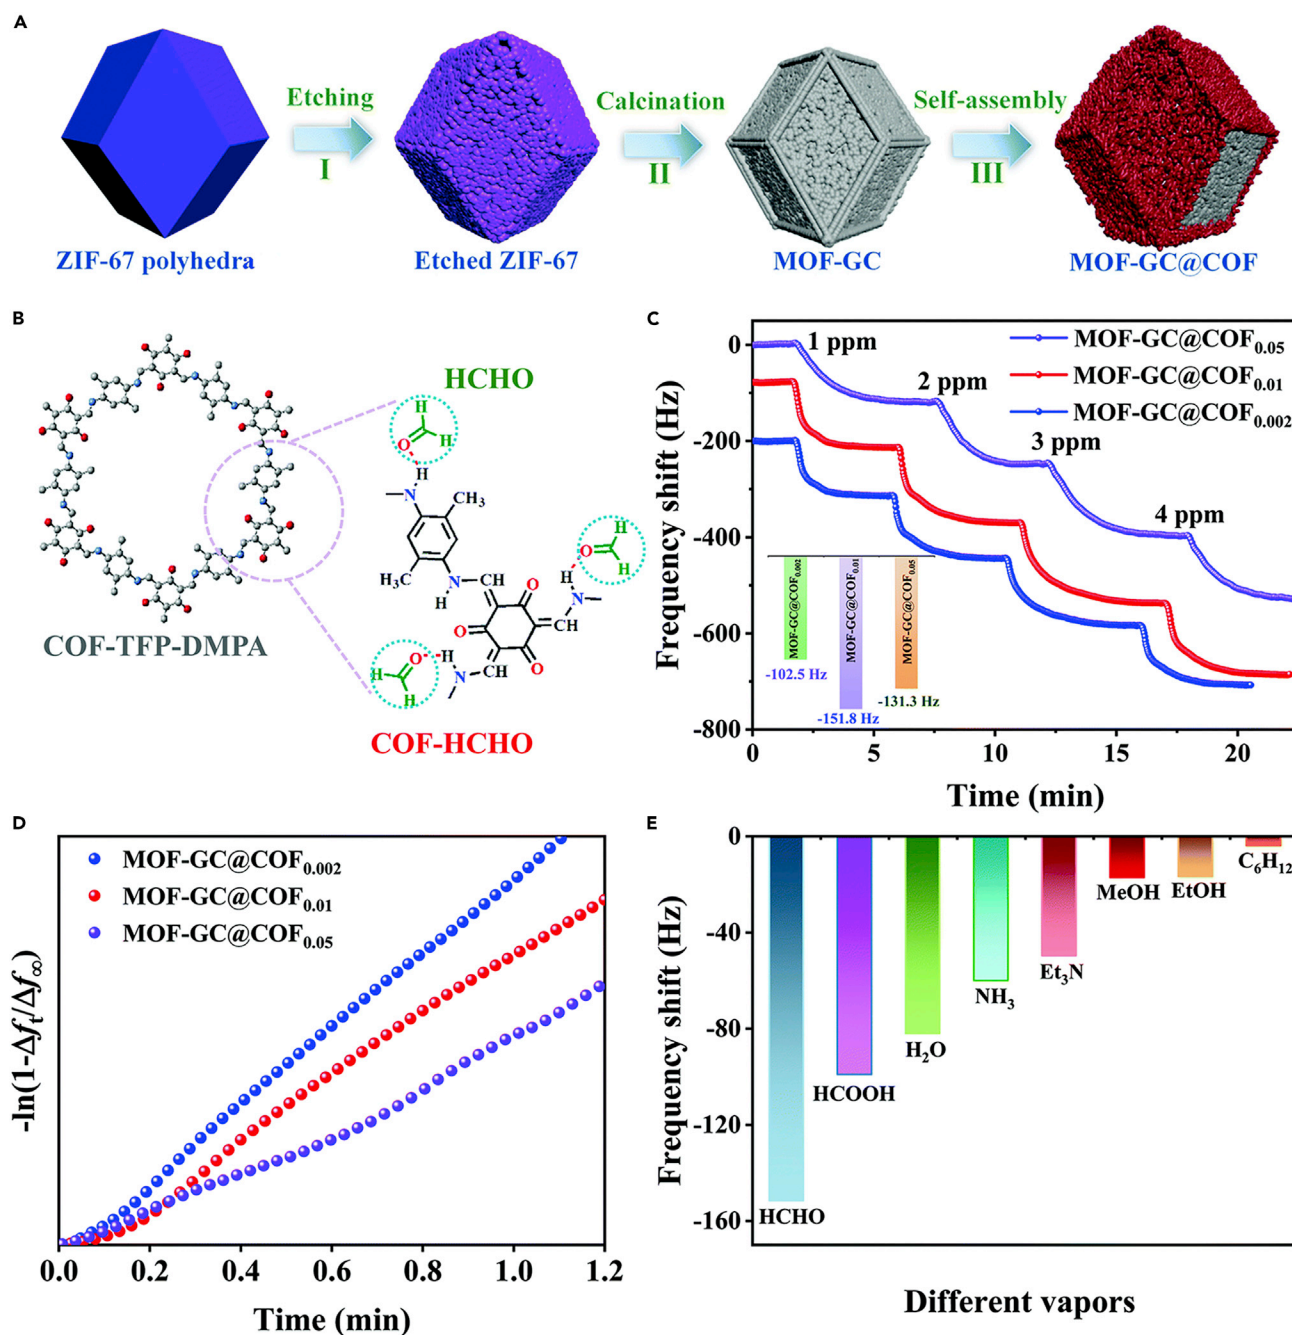 A
Etching
I
Calcination
II
Self-assembly
III
ZIF-67 polyhedra
Etched ZIF-67
MOF-GC
MOF-GC@COF
B
HCHO
H
H
O
H
N
CH₃
H₃C
N
H
CH
O
O
O
H
H
O
H
N
CH
H
H
O
H
N
CH
COF-TFP-DMPA
COF-HCHO
C
Frequency shift (Hz)
0
-200
-400
-600
-800
1 ppm
2 ppm
3 ppm
4 ppm
MOF-GC@COF₀.₀₅
MOF-GC@COF₀.₀₁
MOF-GC@COF₀.₀₀₂
MOF-GC@COF₀.₀₀₂
MOF-GC@COF₀.₀₁
MOF-GC@COF₀.₀₅
-102.5 Hz
-151.8 Hz
-131.3 Hz
0
5
10
15
20
Time (min)
D
-ln(1-Δfₜ/Δf∞)
MOF-GC@COF₀.₀₀₂
MOF-GC@COF₀.₀₁
MOF-GC@COF₀.₀₅
0.0
0.2
0.4
0.6
0.8
1.0
1.2
Time (min)
E
Frequency shift (Hz)
0
-40
-80
-120
-160
HCHO
HCOOH
H₂O
NH₃
Et₃N
MeOH
EtOH
C₆H₁₂
Different vapors